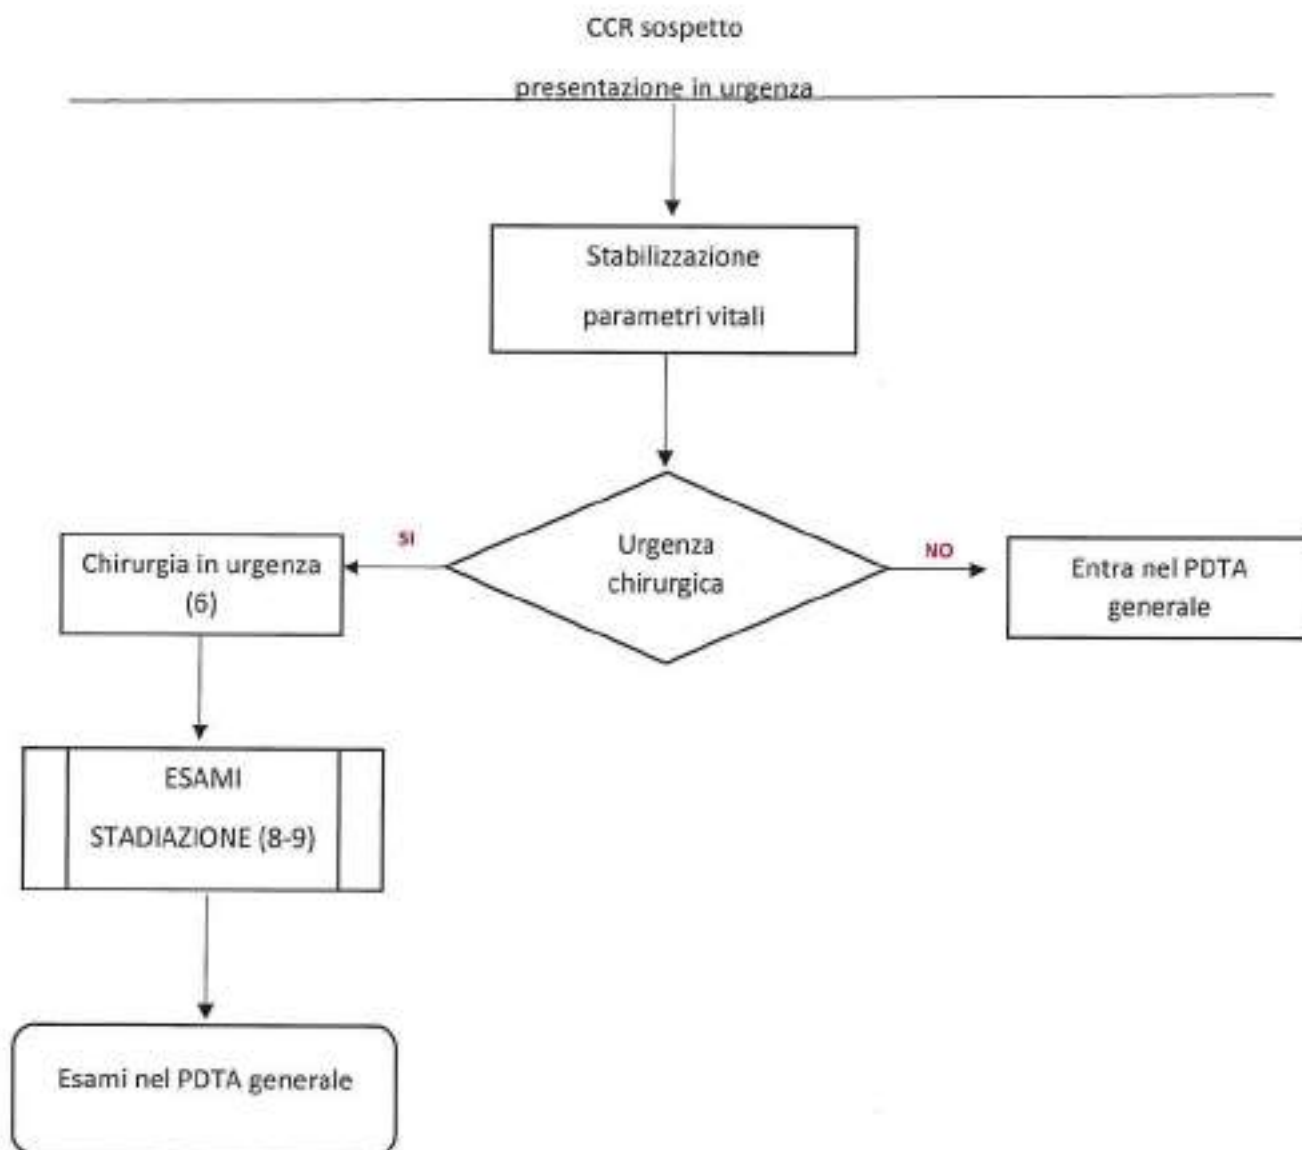 CCR sospetto
presentazione in urgenza
Stabilizzazione
parametri vitali
Urgenza
chirurgica
SI
NO
Chirurgia in urgenza
(6)
Entra nel PDTA
generale
ESAMI
STADIAZIONE (8-9)
Esami nel PDTA generale